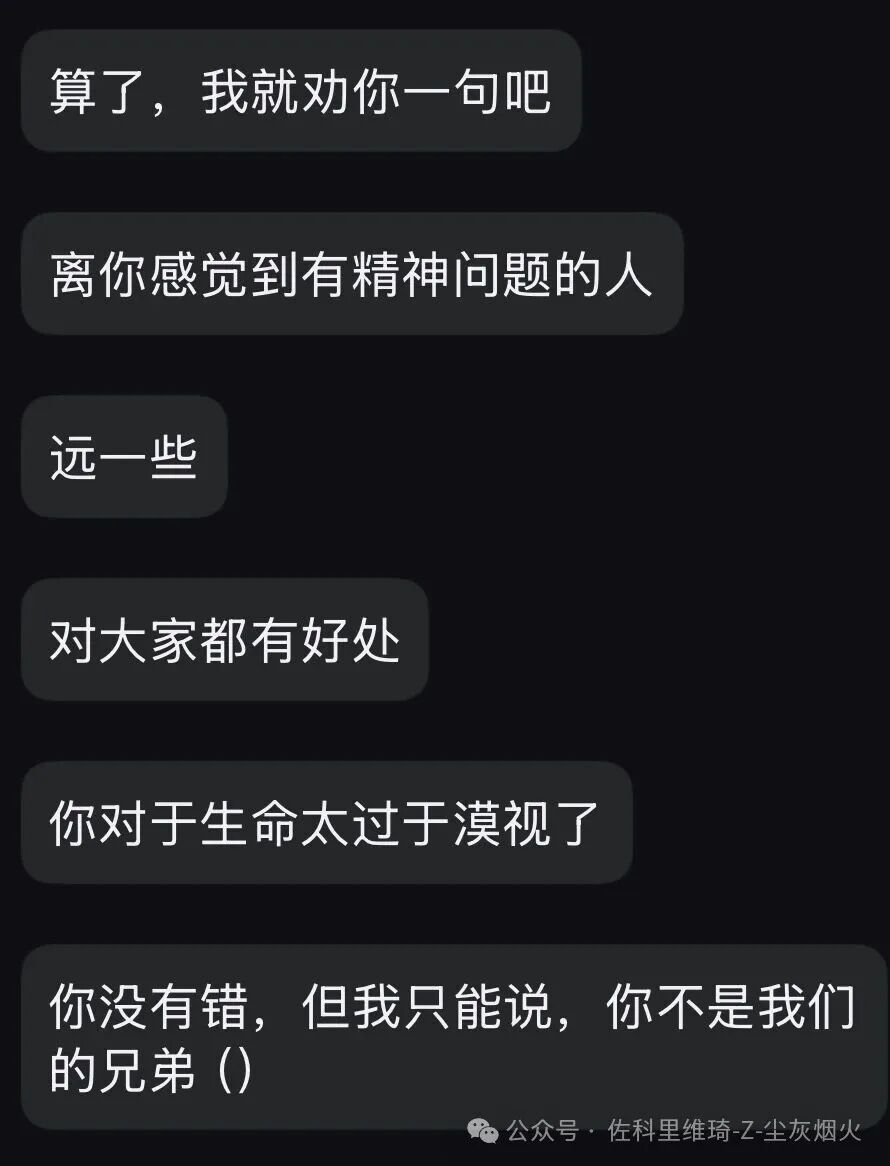 算了，我就劝你一句吧
离你感觉到有精神问题的人
远一些
对大家都有好处
你对于生命太过于漠视了
你没有错，但我只能说，你不是我们
的兄弟（）
公众号 · 佐科里维琦-Z-尘灰烟火